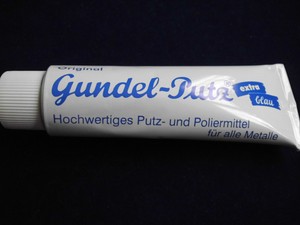 Original
Gundel-Putz
extra
blau
Hochwertiges Putz- und Poliermittel
für alle Metalle